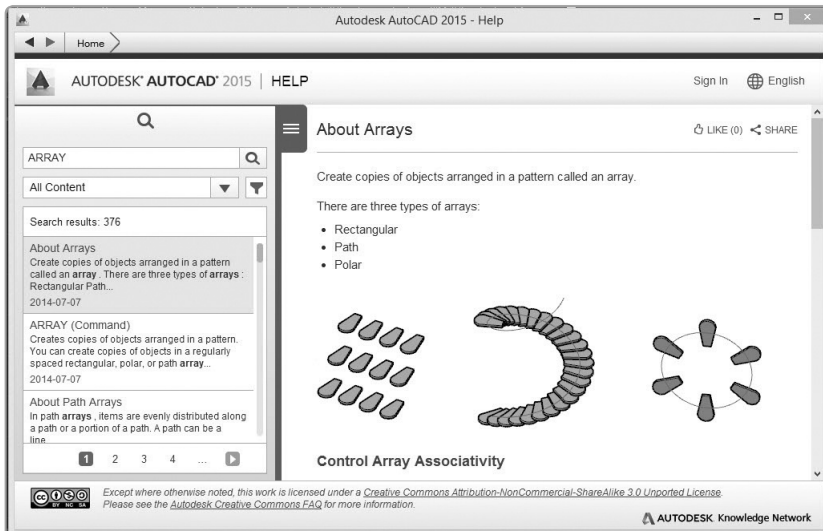 Autodesk AutoCAD 2015 - Help
Home
AUTODESK® AUTOCAD® 2015 | HELP
Sign In
English
ARRAY
All Content
Search results: 376
About Arrays
Create copies of objects arranged in a pattern
called an array . There are three types of arrays :
Rectangular Path...
2014-07-07
ARRAY (Command)
Creates copies of objects arranged in a pattern.
You can create copies of objects in a regularly
spaced rectangular, polar, or path array...
2014-07-07
About Path Arrays
In path arrays , items are evenly distributed along
a path or a portion of a path. A path can be a
line
1 2 3 4 ...
About Arrays
LIKE (0) SHARE
Create copies of objects arranged in a pattern called an array.
There are three types of arrays:
• Rectangular
• Path
• Polar
Control Array Associativity
cc BY NC SA
Except where otherwise noted, this work is licensed under a Creative Commons Attribution-NonCommercial-ShareAlike 3.0 Unported License.
Please see the Autodesk Creative Commons FAQ for more information.
AUTODESK Knowledge Network